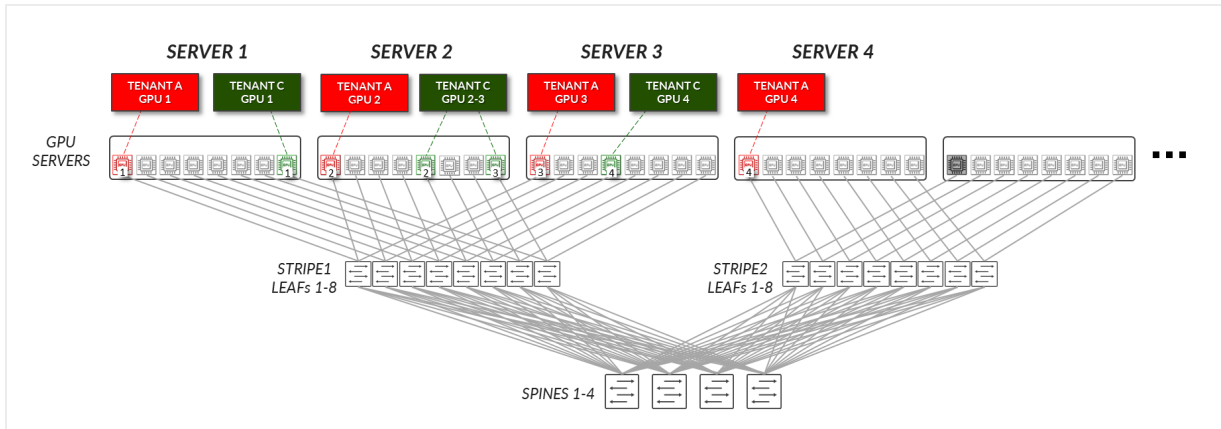 SERVER 1
SERVER 2
SERVER 3
SERVER 4
TENANT A
GPU 1
TENANT C
GPU 1
TENANT A
GPU 2
TENANT C
GPU 2-3
TENANT A
GPU 3
TENANT C
GPU 4
TENANT A
GPU 4
GPU
SERVERS
1
1
2
2
3
3
4
4
...
STRIPE1
LEAFs 1-8
STRIPE2
LEAFs 1-8
SPINES 1-4